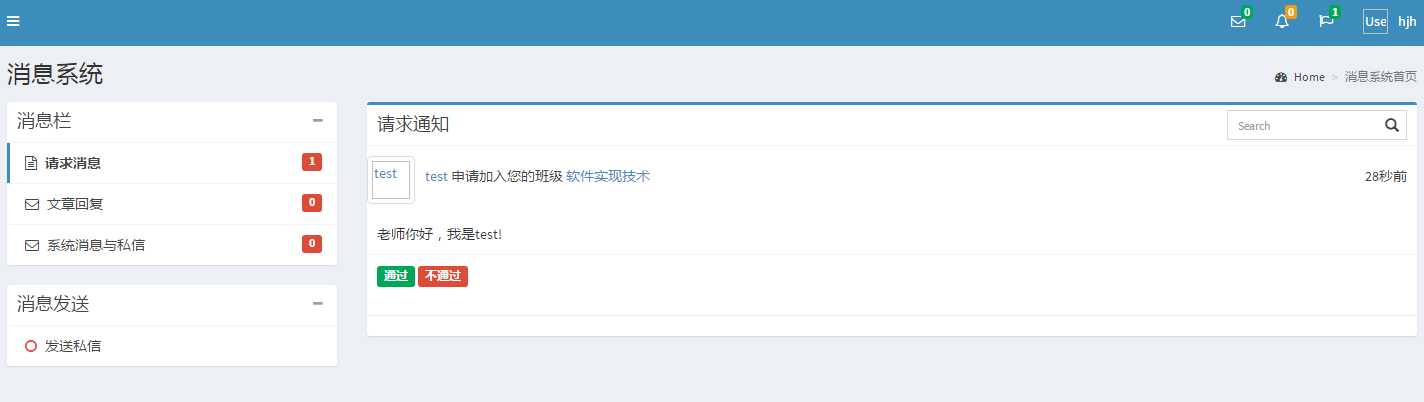 0
0
1
Use
hjh
消息系统
Home > 消息系统首页
消息栏
请求消息 1
文章回复 0
系统消息与私信 0
消息发送
发送私信
请求通知
Search
test
test 申请加入您的班级 软件实现技术
28秒前
老师你好，我是test!
通过 不通过